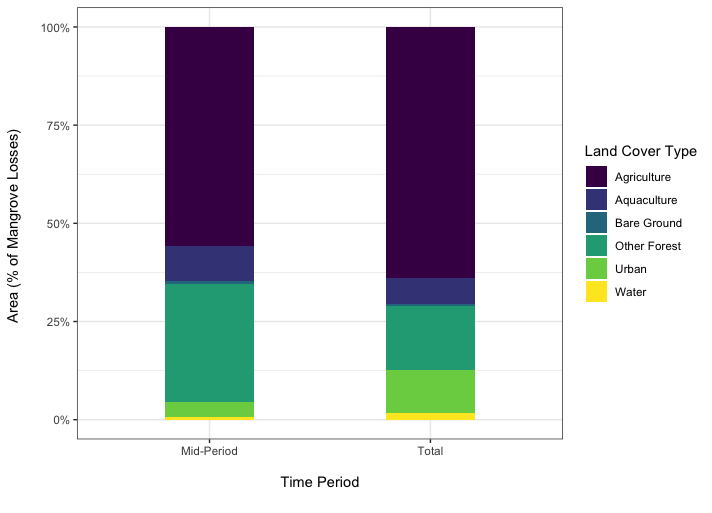 100%
75%
50%
25%
0%
Area (% of Mangrove Losses)
Mid-Period Total
Time Period
Land Cover Type
Agriculture
Aquaculture
Bare Ground
Other Forest
Urban
Water